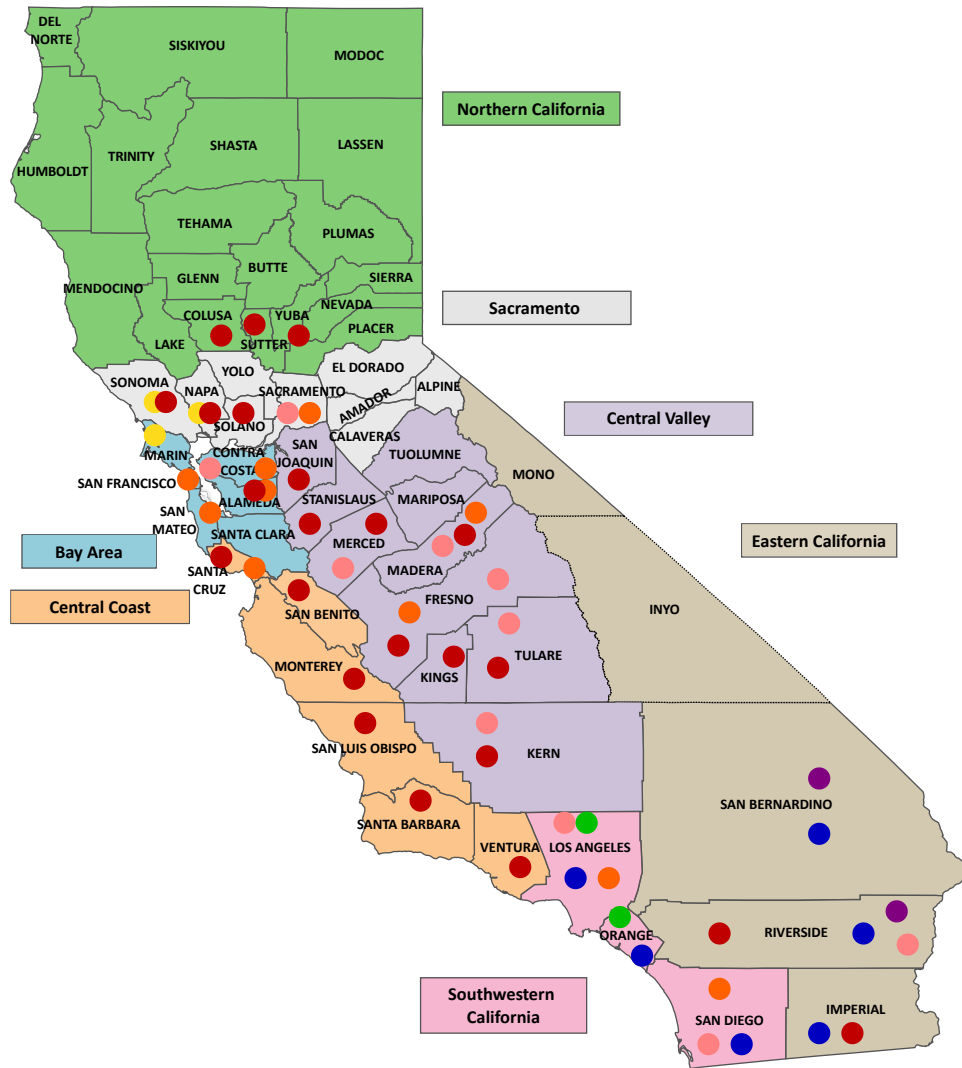 DEL
NORTE
SISKIYOU
MODOC
Northern California
SHASTA
LASSEN
TRINITY
HUMBOLDT
TEHAMA
PLUMAS
BUTTE
GLENN
SIERRA
MENDOCINO
NEVADA
COLUSA
YUBA
Sacramento
PLACER
SUTTER
LAKE
YOLO
EL DORADO
SONOMA
NAPA
SACRAMENTO
ALPINE
AMADOR
SOLANO
Central Valley
CALAVERAS
SAN
JOAQUIN
MARIN
CONTRA
COSTA
TUOLUMNE
MONO
SAN FRANCISCO
STANISLAUS
MARIPOSA
ALAMEDA
SAN
MATEO
SANTA CLARA
MERCED
Eastern California
Bay Area
SANTA
CRUZ
MADERA
FRESNO
Central Coast
SAN BENITO
INYO
TULARE
MONTEREY
KINGS
SAN LUIS OBISPO
KERN
SAN BERNARDINO
SANTA BARBARA
VENTURA
LOS ANGELES
ORANGE
RIVERSIDE
Southwestern
California
SAN DIEGO
IMPERIAL